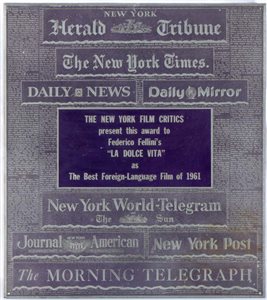 NEW YORK
Herald Tribune
The New York Times.
DAILY NEWS
Daily Mirror
THE NEW YORK FILM CRITICS
present this award to
Federico Fellini's
"LA DOLCE VITA"
as
The Best Foreign-Language Film of 1961
New York World-Telegram
The Sun
Journal American
New York Post
The MORNING TELEGRAPH